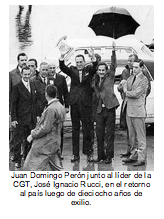 Juan Domingo Perón junto al líder de la
CGT, José Ignacio Rucci, en el retorno
al país luego de dieciocho años de
exilio.